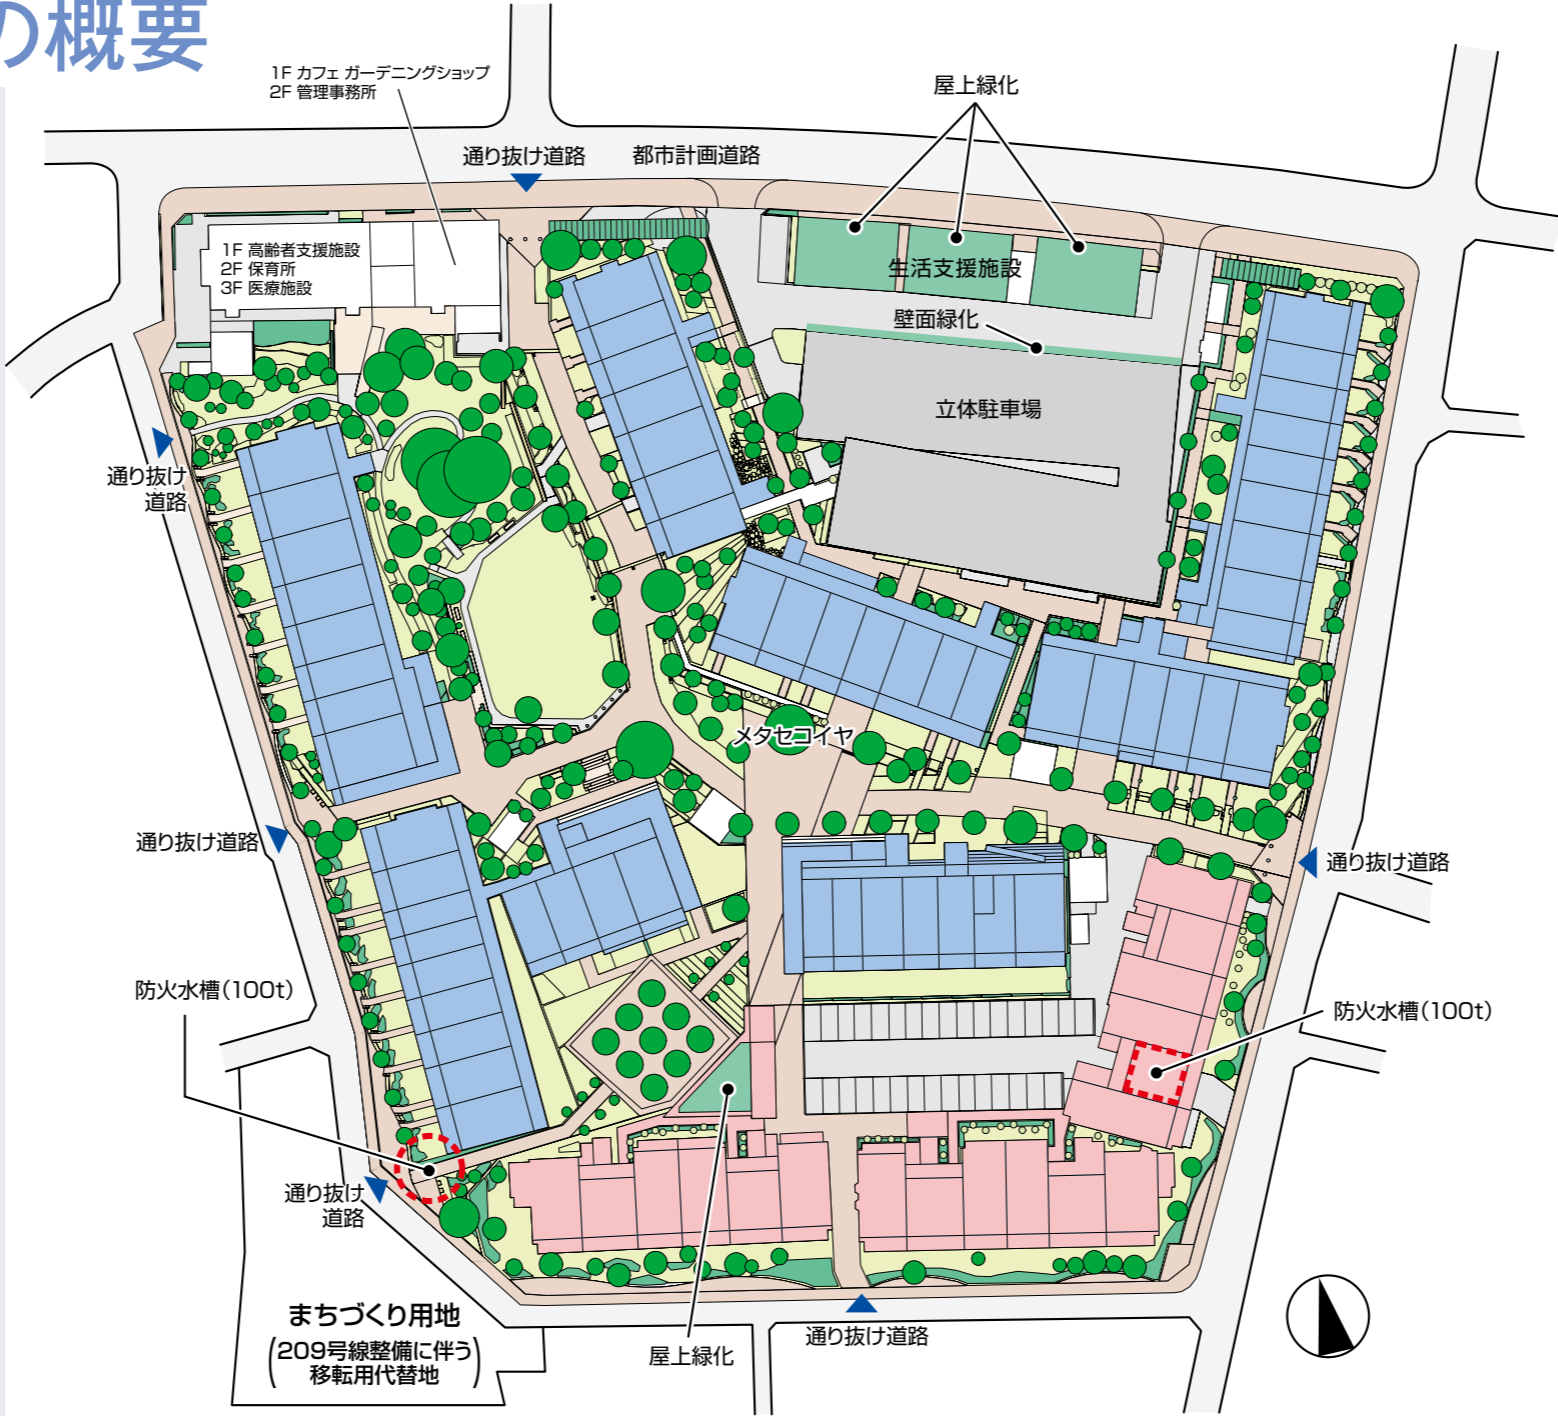 の概要
1F カフェ ガーデニングショップ
2F 管理事務所
屋上緑化
通り抜け道路
都市計画道路
1F 高齢者支援施設
2F 保育所
3F 医療施設
生活支援施設
壁面緑化
立体駐車場
通り抜け
道路
メタセコイヤ
通り抜け道路
通り抜け道路
防火水槽(100t)
防火水槽(100t)
通り抜け
道路
まちづくり用地
(209号線整備に伴う
移転用代替地)
屋上緑化
通り抜け道路